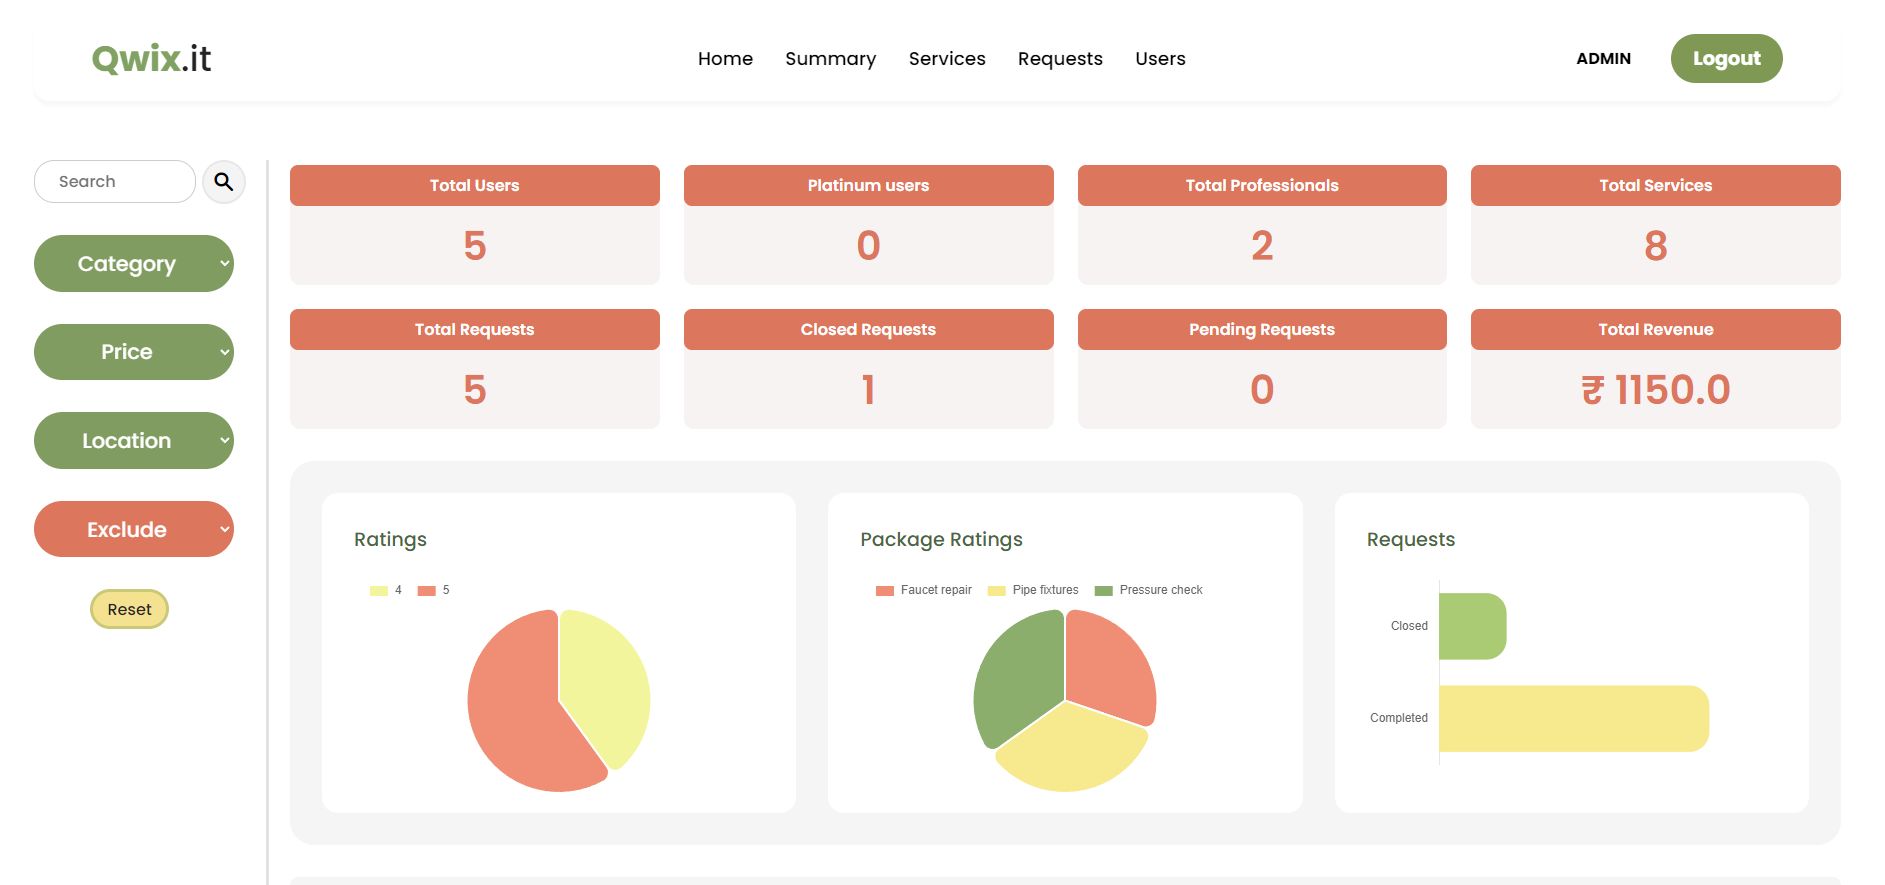 Qwix.it
Home Summary Services Requests Users
ADMIN Logout
Search
Category
Price
Location
Exclude
Reset
Total Users Platinum users Total Professionals Total Services
5 0 2 8
Total Requests Closed Requests Pending Requests Total Revenue
5 1 0 ₹ 1150.0
Ratings
4 5
Package Ratings
Faucet repair Pipe fixtures Pressure check
Requests
Closed
Completed